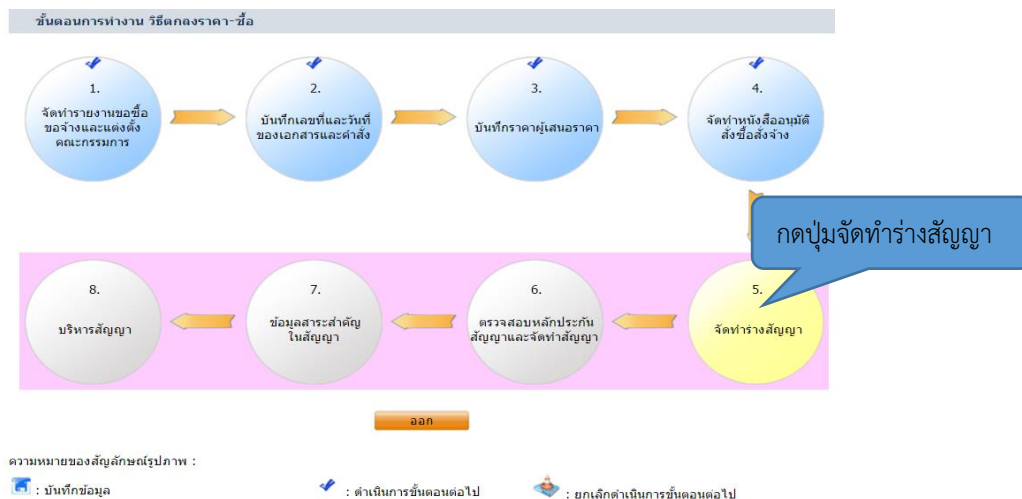 ขั้นตอนการทำงาน วิธีตกลงราคา-ซื้อ
1.
จัดทำรายงานขอซื้อ
ขอจ้างและแต่งตั้ง
คณะกรรมการ
2.
บันทึกเลขที่และวันที่
ของเอกสารและคำสั่ง
3.
บันทึกราคาผู้เสนอราคา
4.
จัดทำหนังสืออนุมัติ
สั่งซื้อสั่งจ้าง
กดปุ่มจัดทำร่างสัญญา
5.
จัดทำร่างสัญญา
6.
ตรวจสอบหลักประกัน
สัญญาและจัดทำสัญญา
7.
ข้อมูลสาระสำคัญ
ในสัญญา
8.
บริหารสัญญา
ออก
ความหมายของสัญลักษณ์รูปภาพ :
: บันทึกข้อมูล
: ดำเนินการขั้นตอนต่อไป
: ยกเลิกดำเนินการขั้นตอนต่อไป